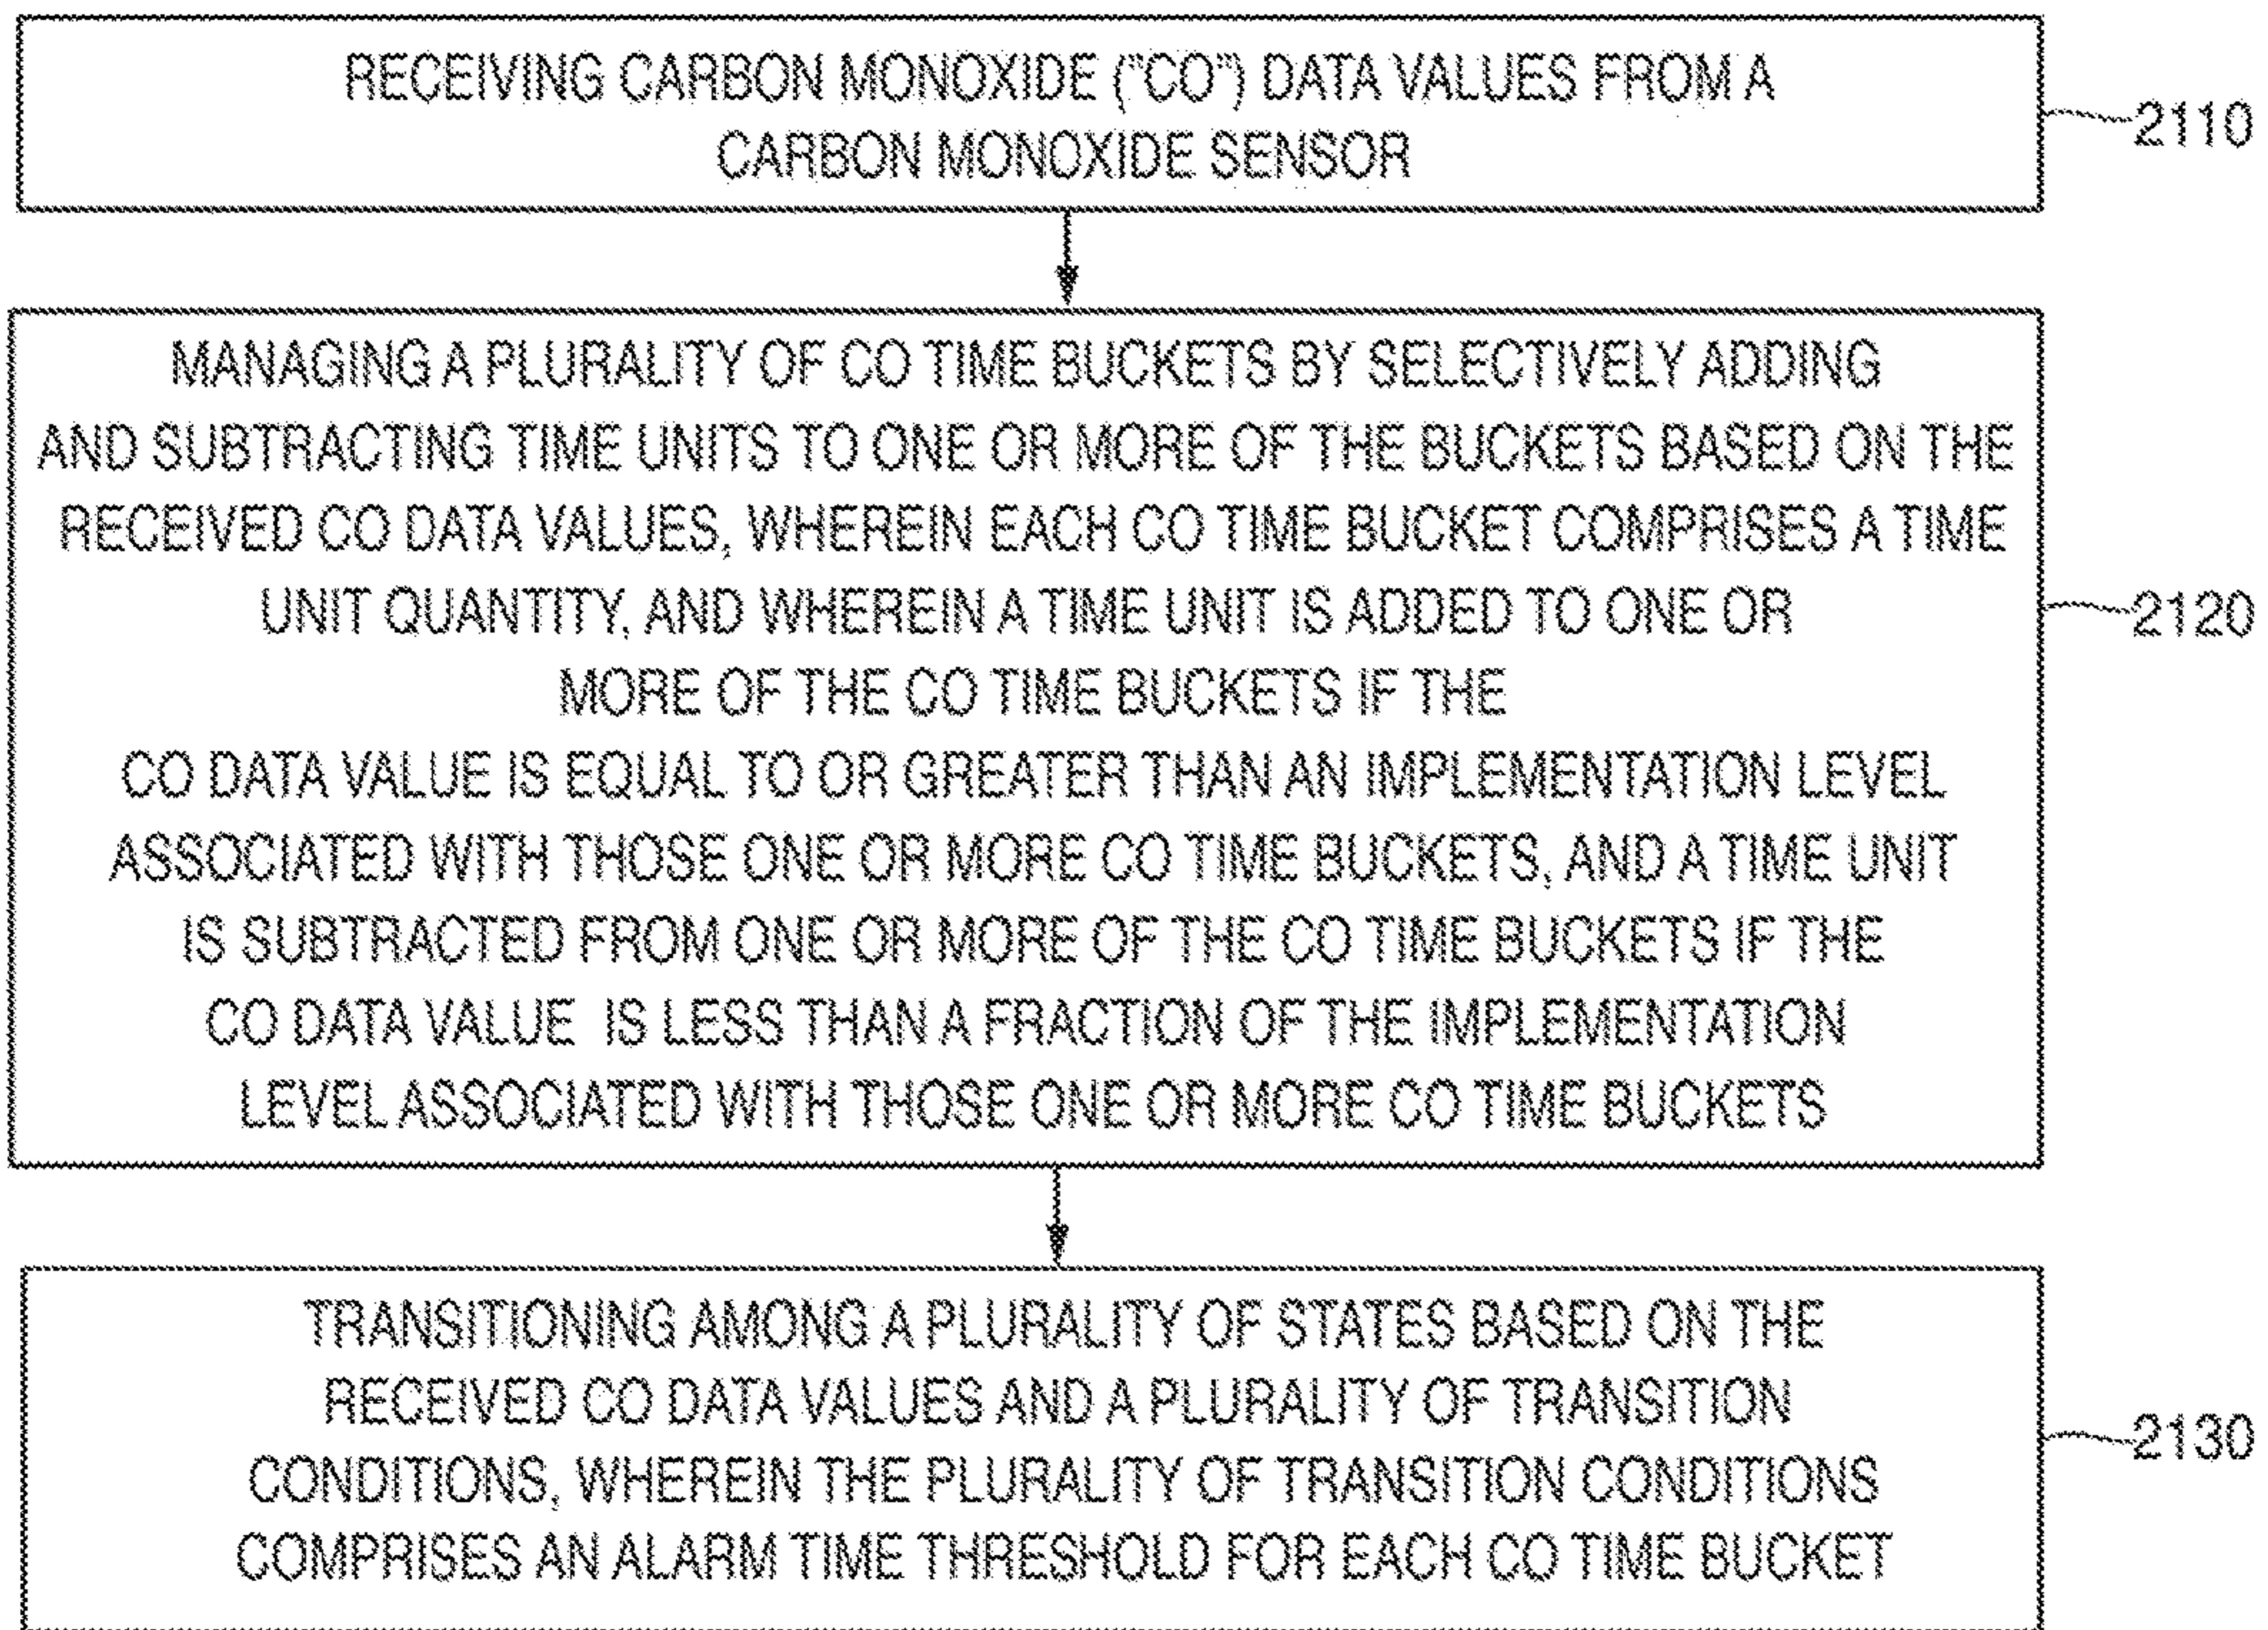 RECEIVING CARBON MONOXIDE ("CO") DATA VALUES FROM A
CARBON MONOXIDE SENSOR
2110
MANAGING A PLURALITY OF CO TIME BUCKETS BY SELECTIVELY ADDING
AND SUBTRACTING TIME UNITS TO ONE OR MORE OF THE BUCKETS BASED ON THE
RECEIVED CO DATA VALUES, WHEREIN EACH CO TIME BUCKET COMPRISES A TIME
UNIT QUANTITY, AND WHEREIN A TIME UNIT IS ADDED TO ONE OR
MORE OF THE CO TIME BUCKETS IF THE
CO DATA VALUE IS EQUAL TO OR GREATER THAN AN IMPLEMENTATION LEVEL
ASSOCIATED WITH THOSE ONE OR MORE CO TIME BUCKETS, AND A TIME UNIT
IS SUBTRACTED FROM ONE OR MORE OF THE CO TIME BUCKETS IF THE
CO DATA VALUE IS LESS THAN A FRACTION OF THE IMPLEMENTATION
LEVEL ASSOCIATED WITH THOSE ONE OR MORE CO TIME BUCKETS
2120
TRANSITIONING AMONG A PLURALITY OF STATES BASED ON THE
RECEIVED CO DATA VALUES AND A PLURALITY OF TRANSITION
CONDITIONS, WHEREIN THE PLURALITY OF TRANSITION CONDITIONS
COMPRISES AN ALARM TIME THRESHOLD FOR EACH CO TIME BUCKET
2130